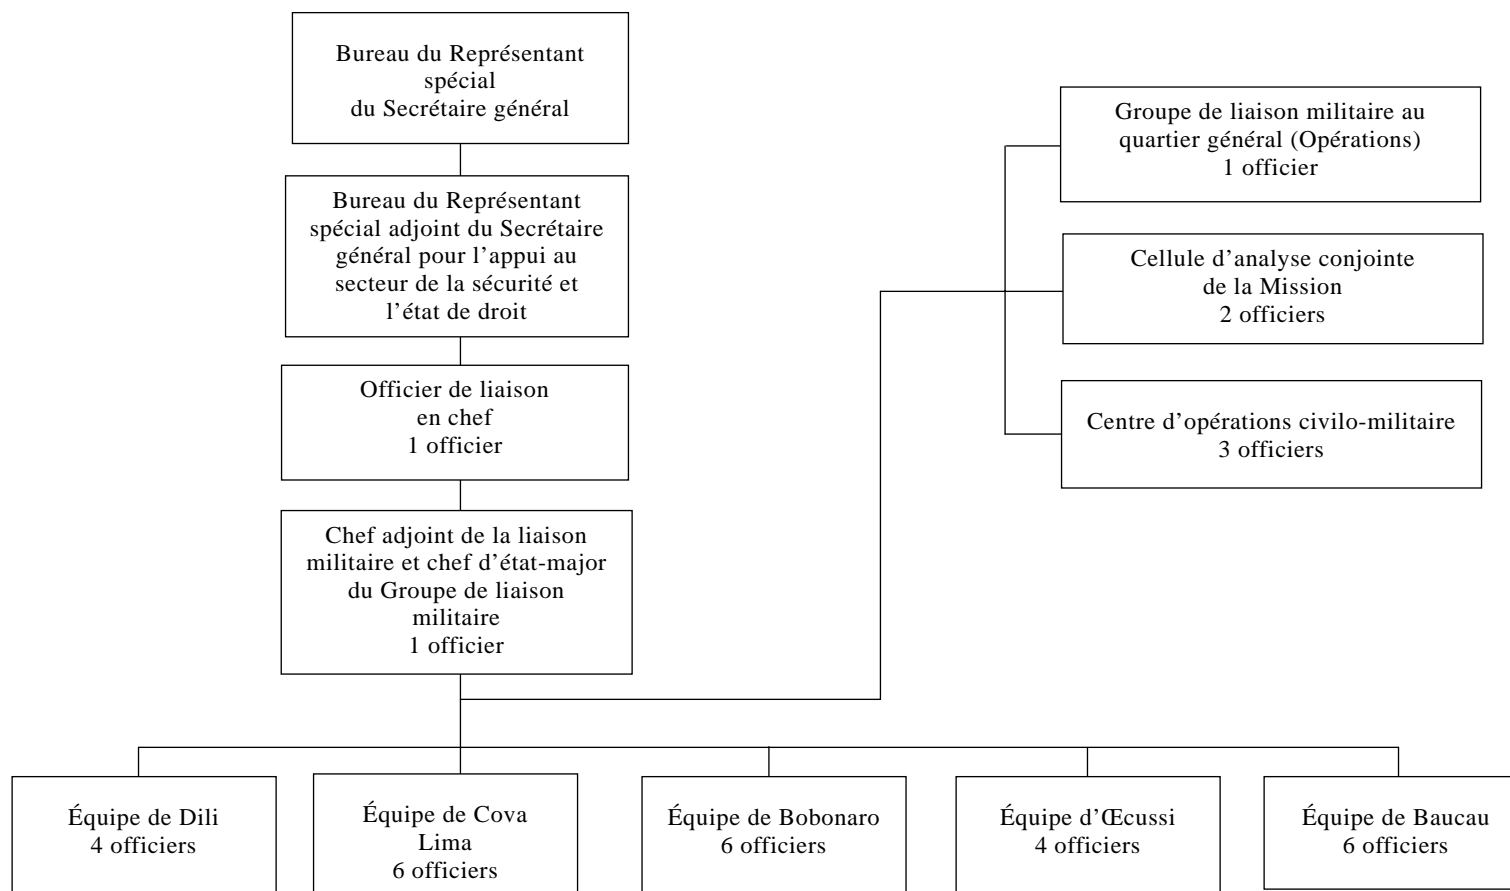 Bureau du Représentant
spécial
du Secrétaire général
Bureau du Représentant
spécial adjoint du Secrétaire
général pour l’appui au
secteur de la sécurité et
l’état de droit
Officier de liaison
en chef
1 officier
Chef adjoint de la liaison
militaire et chef d’état-major
du Groupe de liaison
militaire
1 officier
Groupe de liaison militaire au
quartier général (Opérations)
1 officier
Cellule d’analyse conjointe
de la Mission
2 officiers
Centre d’opérations civilo-militaire
3 officiers
Équipe de Dili
4 officiers
Équipe de Cova
Lima
6 officiers
Équipe de Bobonaro
6 officiers
Équipe d’Œcussi
4 officiers
Équipe de Baucau
6 officiers